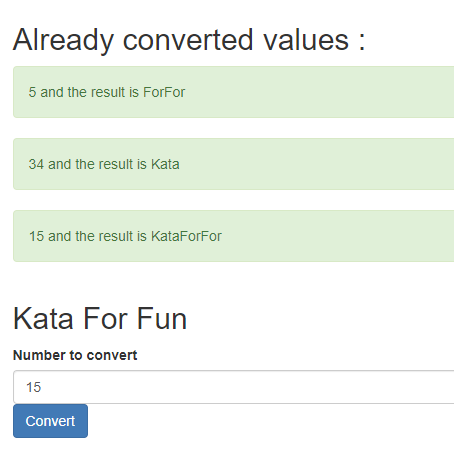 Already converted values :
5 and the result is ForFor
34 and the result is Kata
15 and the result is KataForFor
Kata For Fun
Number to convert
15
Convert